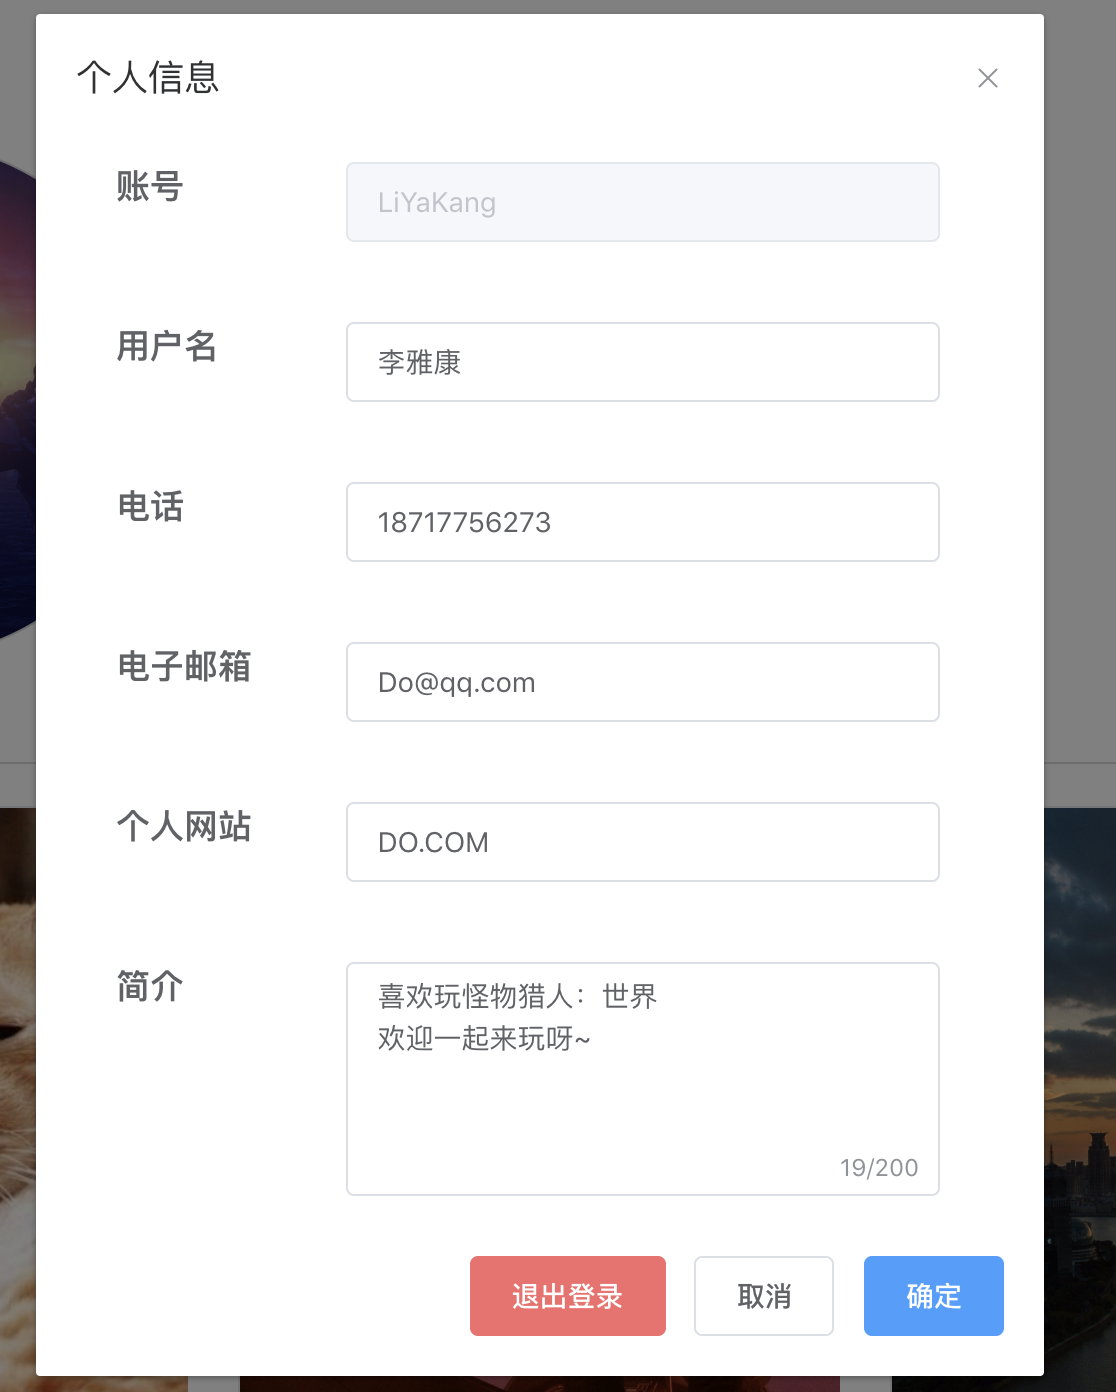 个人信息
账号
LiYaKang
用户名
李雅康
电话
18717756273
电子邮箱
Do@qq.com
个人网站
DO.COM
简介
喜欢玩怪物猎人：世界
欢迎一起来玩呀~
19/200
退出登录
取消
确定